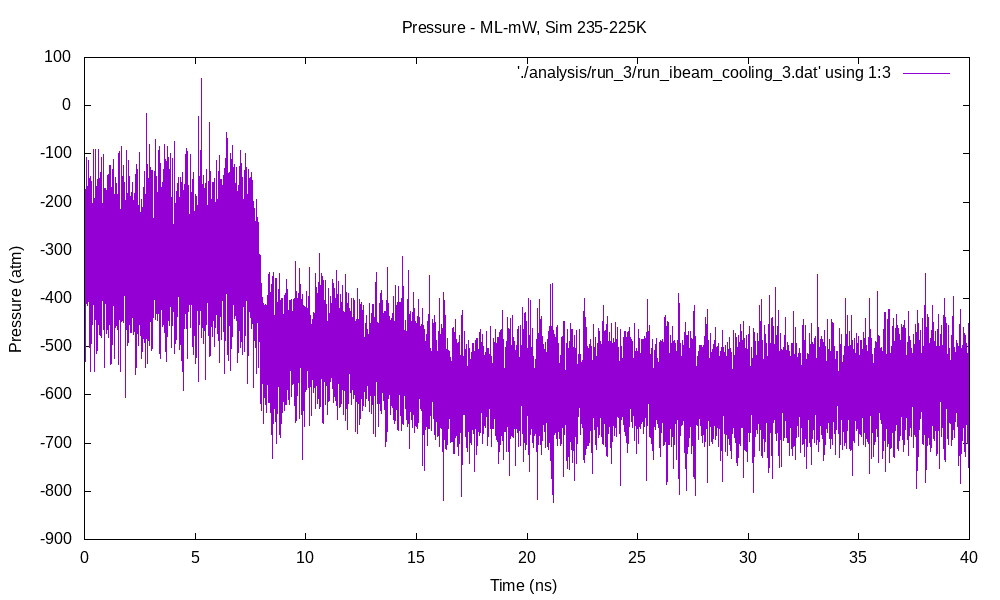 Pressure - ML-mW, Sim 235-225K
'./analysis/run_3/run_ibeam_cooling_3.dat' using 1:3
100
0
-100
-200
-300
-400
-500
-600
-700
-800
-900
Pressure (atm)
0 5 10 15 20 25 30 35 40
Time (ns)